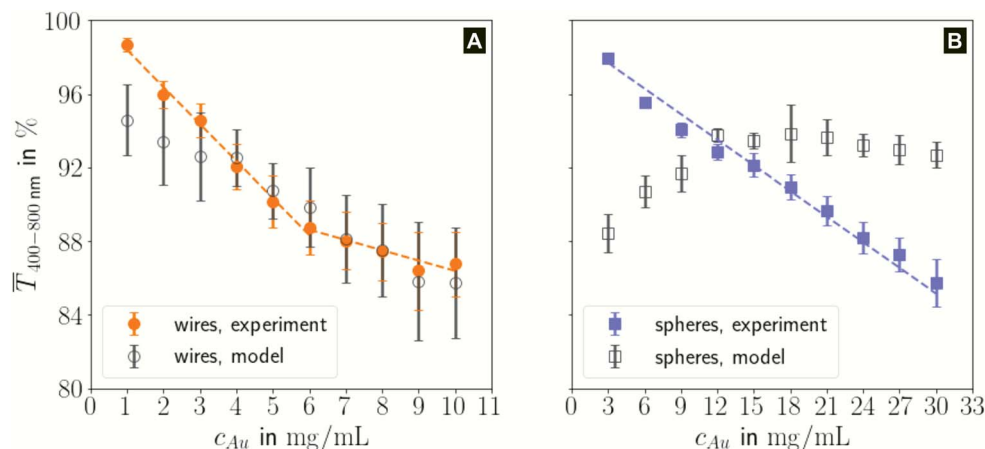 A
B
100
96
92
88
84
80
T̅ 400−800 nm in %
wires, experiment
wires, model
spheres, experiment
spheres, model
0 1 2 3 4 5 6 7 8 9 10 11
0 3 6 9 12 15 18 21 24 27 30 33
c_Au in mg/mL
c_Au in mg/mL